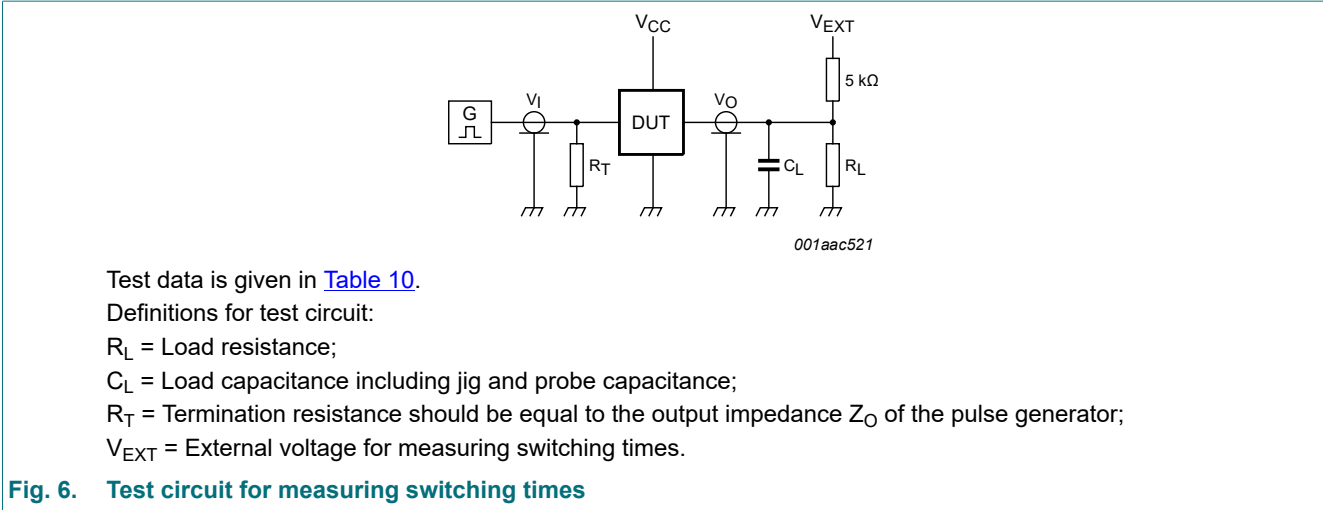 VCC
VEXT
5 kΩ
G
VI
DUT
VO
RT
CL
RL
001aac521
Test data is given in Table 10.
Definitions for test circuit:
RL = Load resistance;
CL = Load capacitance including jig and probe capacitance;
RT = Termination resistance should be equal to the output impedance ZO of the pulse generator;
VEXT = External voltage for measuring switching times.
Fig. 6. Test circuit for measuring switching times